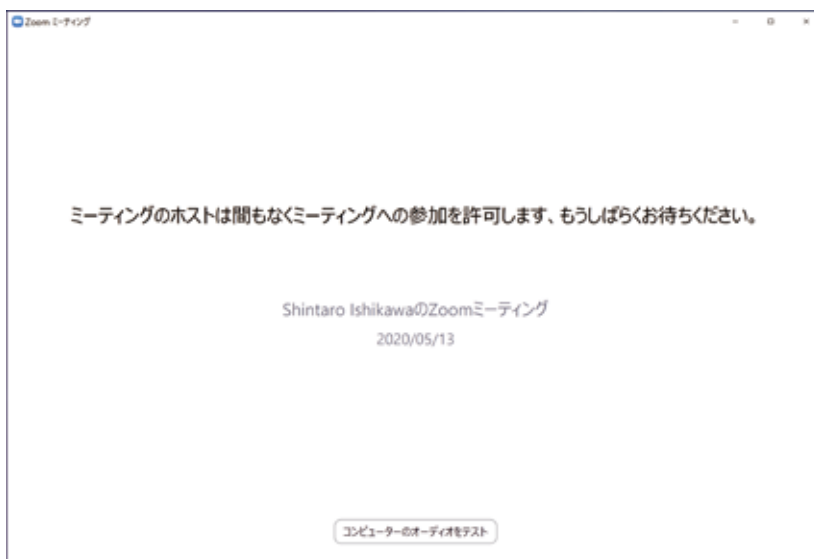 Zoom ミーティング
ミーティングのホストは間もなくミーティングへの参加を許可します、もうしばらくお待ちください。
Shintaro IshikawaのZoomミーティング
2020/05/13
コンピューターのオーディオをテスト